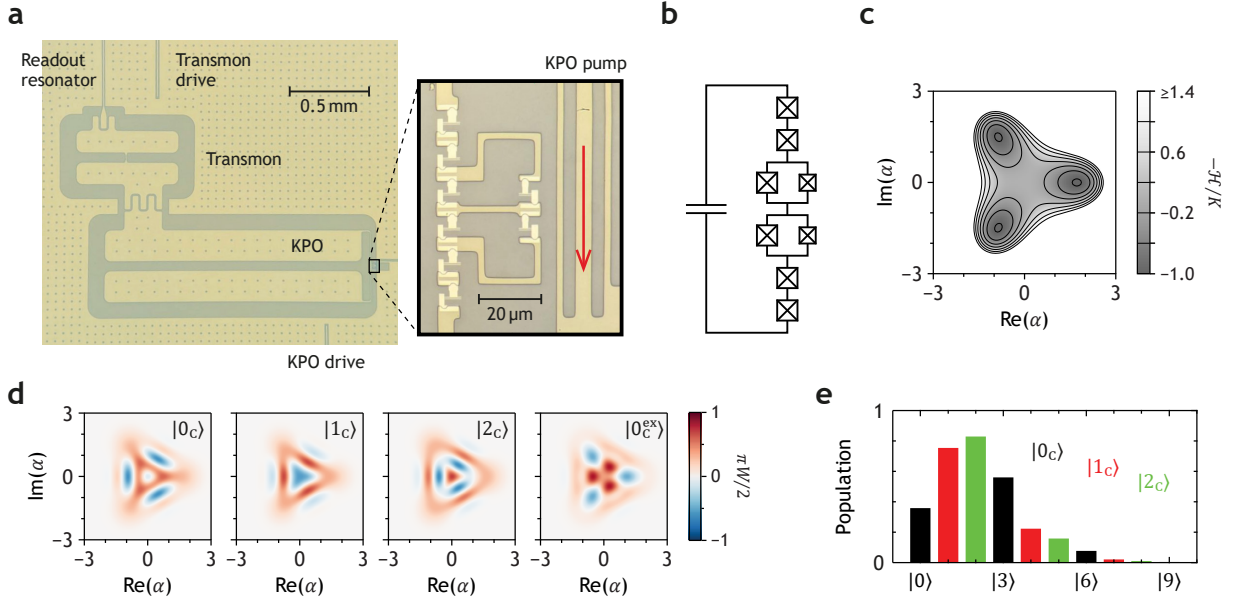 a
Readout
resonator
Transmon
drive
0.5 mm
Transmon
KPO
KPO drive
KPO pump
20 μm
b
c
3
0
−3
Im(α)
−3
0
3
Re(α)
≥1.4
0.6
−0.2
−1.0
−ℋ/K
d
3
0
−3
Im(α)
|0_C⟩
−3
0
3
Re(α)
|1_C⟩
−3
0
3
Re(α)
|2_C⟩
−3
0
3
Re(α)
|0_C^ex⟩
−3
0
3
Re(α)
1
0
−1
πW/2
e
1
0
Population
|0_C⟩
|1_C⟩
|2_C⟩
|0⟩
|3⟩
|6⟩
|9⟩